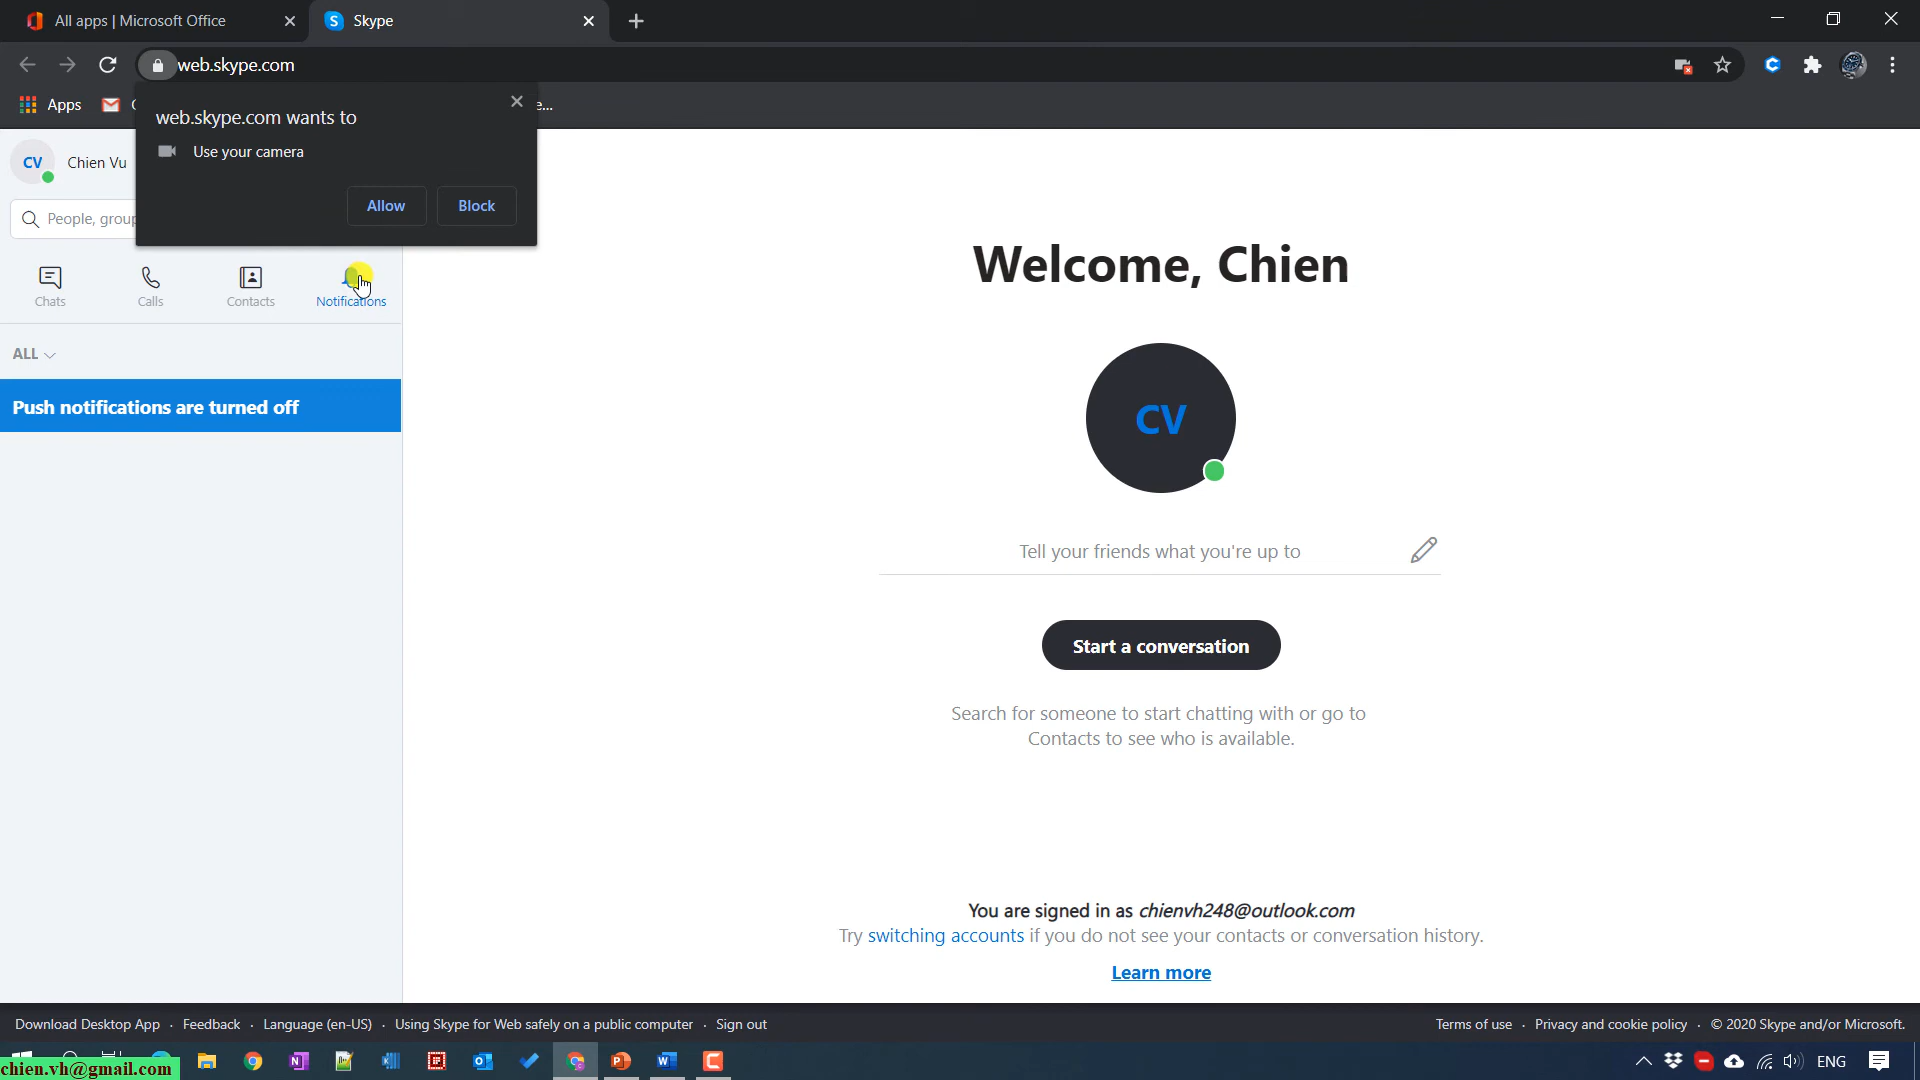 All apps | Microsoft Office
Skype
web.skype.com
Apps
e...
web.skype.com wants to
Use your camera
Allow
Block
CV
Chien Vu
People, group
Chats
Calls
Contacts
Notifications
ALL
Push notifications are turned off
Welcome, Chien
CV
Tell your friends what you're up to
Start a conversation
Search for someone to start chatting with or go to
Contacts to see who is available.
You are signed in as chienvh248@outlook.com
Try switching accounts if you do not see your contacts or conversation history.
Learn more
Download Desktop App · Feedback · Language (en-US) · Using Skype for Web safely on a public computer · Sign out
Terms of use · Privacy and cookie policy · © 2020 Skype and/or Microsoft.
chien.vh@gmail.com
ENG